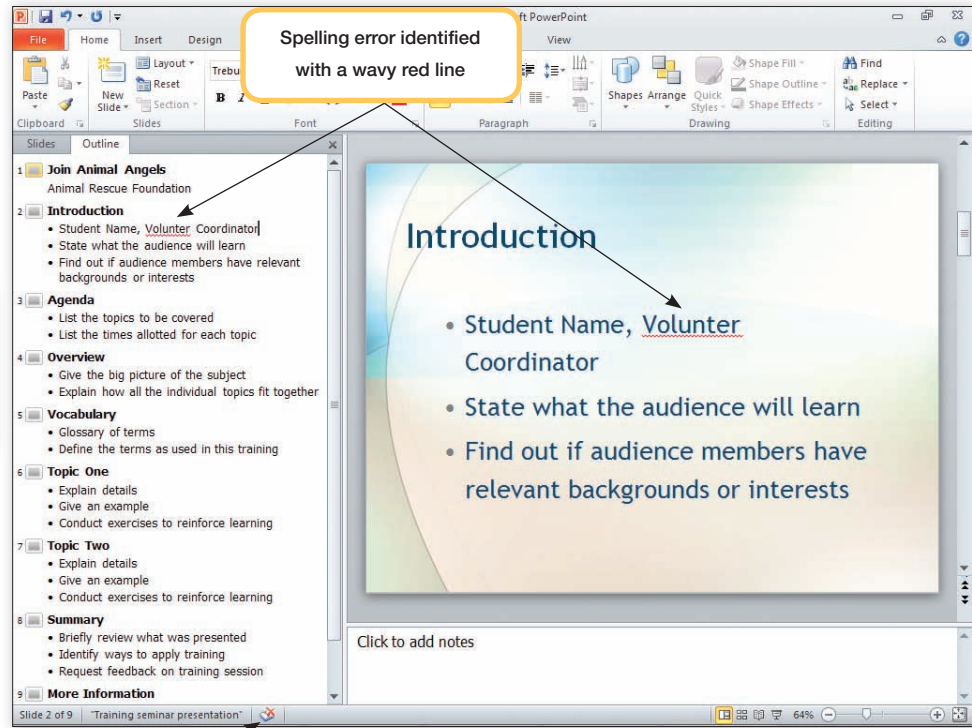 ft PowerPoint
File Home Insert Design View
Spelling error identified
with a wavy red line
Paste
New
Slide
Layout
Reset
Section
Trebu
B I
Shapes Arrange Quick
Styles
Shape Fill
Shape Outline
Shape Effects
Find
Replace
Select
Clipboard Slides Font Paragraph Drawing Editing
Slides Outline
1 Join Animal Angels
Animal Rescue Foundation
2 Introduction
• Student Name, Volunter Coordinator
• State what the audience will learn
• Find out if audience members have relevant
backgrounds or interests
3 Agenda
• List the topics to be covered
• List the times allotted for each topic
4 Overview
• Give the big picture of the subject
• Explain how all the individual topics fit together
5 Vocabulary
• Glossary of terms
• Define the terms as used in this training
6 Topic One
• Explain details
• Give an example
• Conduct exercises to reinforce learning
7 Topic Two
• Explain details
• Give an example
• Conduct exercises to reinforce learning
8 Summary
• Briefly review what was presented
• Identify ways to apply training
• Request feedback on training session
9 More Information
Introduction
• Student Name, Volunter
Coordinator
• State what the audience will learn
• Find out if audience members have
relevant backgrounds or interests
Click to add notes
Slide 2 of 9 "Training seminar presentation" 64%